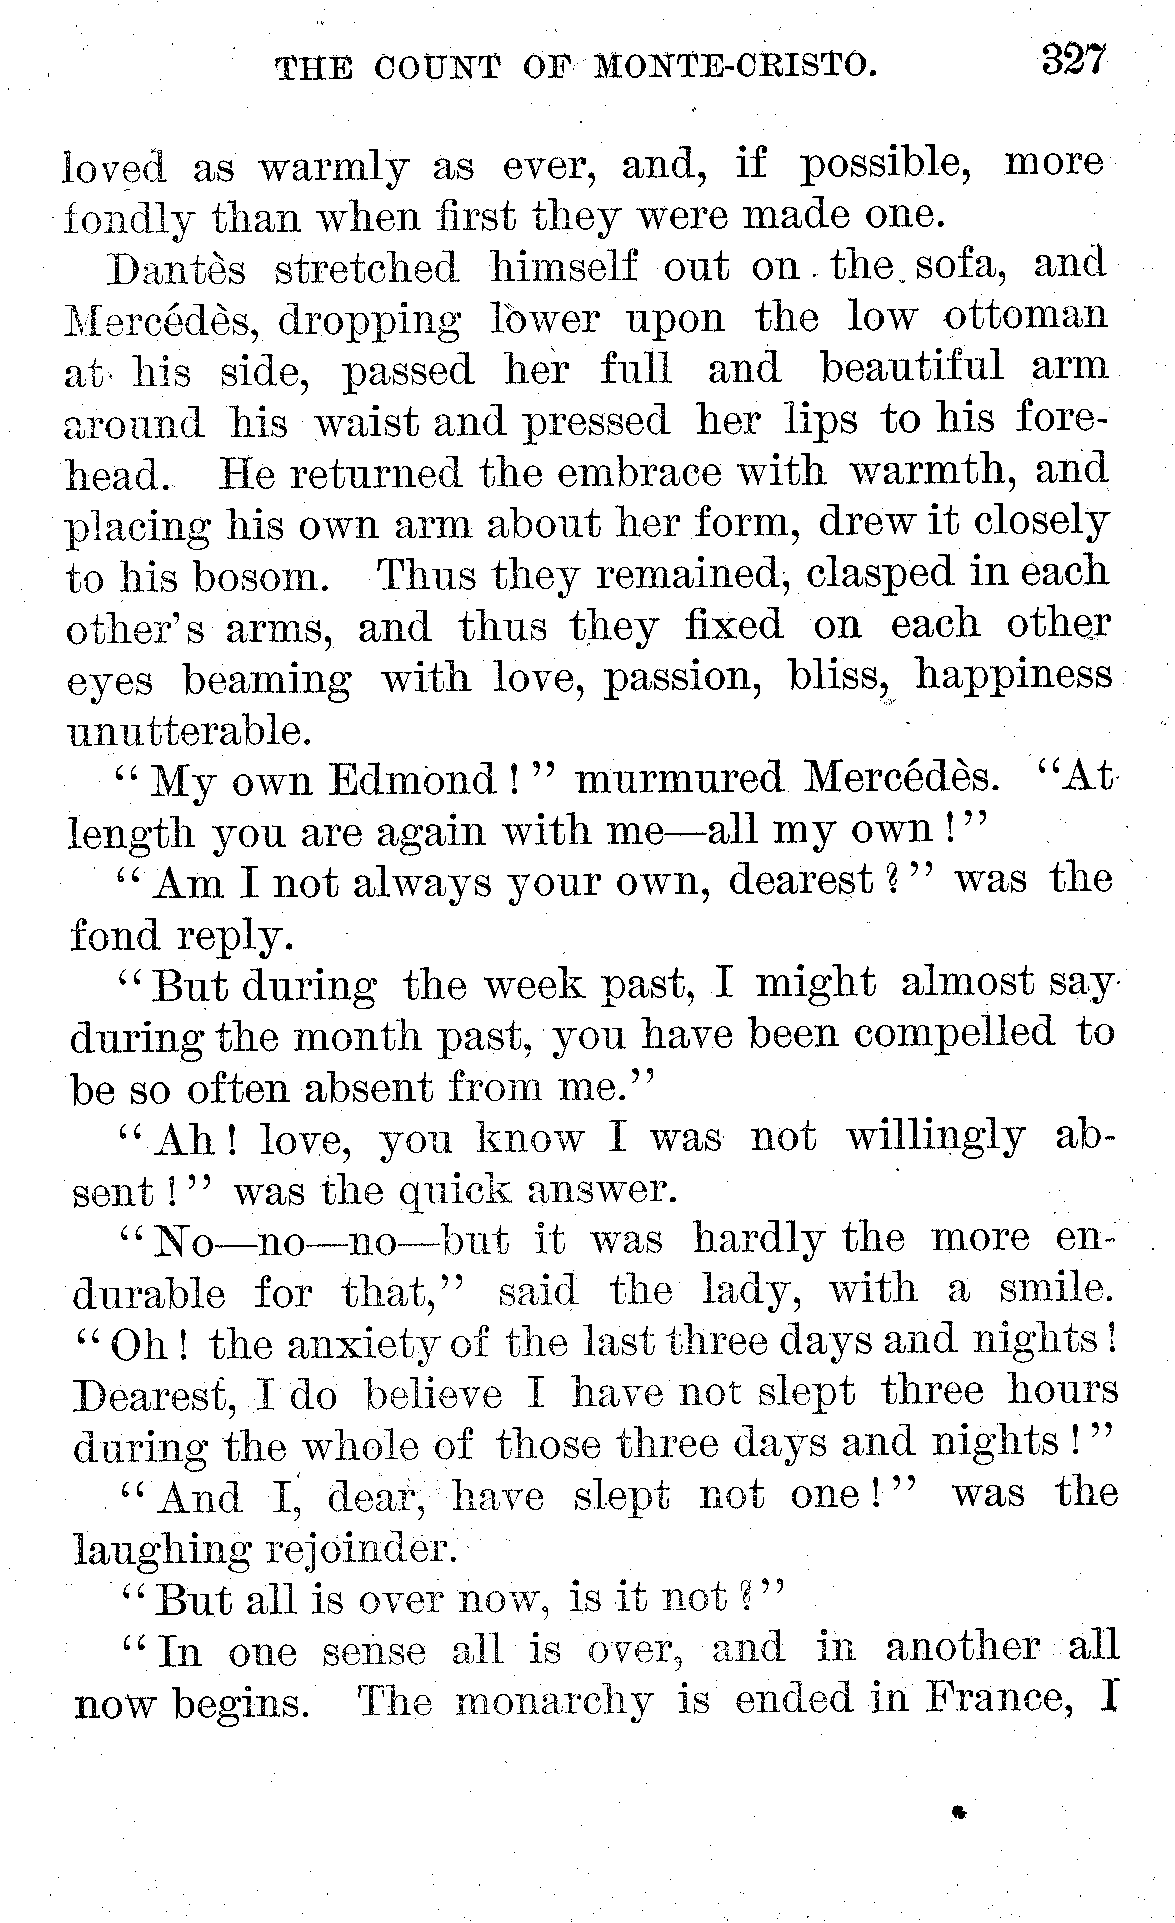 THE COUNT OF MONTE-CRISTO. 327
loved as warmly as ever, and, if possible, more
fondly than when first they were made one.
Dantès stretched himself out on the sofa, and
Mercédès, dropping lower upon the low ottoman
at his side, passed her full and beautiful arm
around his waist and pressed her lips to his fore-
head. He returned the embrace with warmth, and
placing his own arm about her form, drew it closely
to his bosom. Thus they remained, clasped in each
other's arms, and thus they fixed on each other
eyes beaming with love, passion, bliss, happiness
unutterable.
"My own Edmond!" murmured Mercédès. "At
length you are again with me—all my own!"
"Am I not always your own, dearest?" was the
fond reply.
"But during the week past, I might almost say
during the month past, you have been compelled to
be so often absent from me."
"Ah! love, you know I was not willingly ab-
sent!" was the quick answer.
"No—no—no—but it was hardly the more en-
durable for that," said the lady, with a smile.
"Oh! the anxiety of the last three days and nights!
Dearest, I do believe I have not slept three hours
during the whole of those three days and nights!"
"And I, dear, have slept not one!" was the
laughing rejoinder.
"But all is over now, is it not?"
"In one sense all is over, and in another all
now begins. The monarchy is ended in France, I